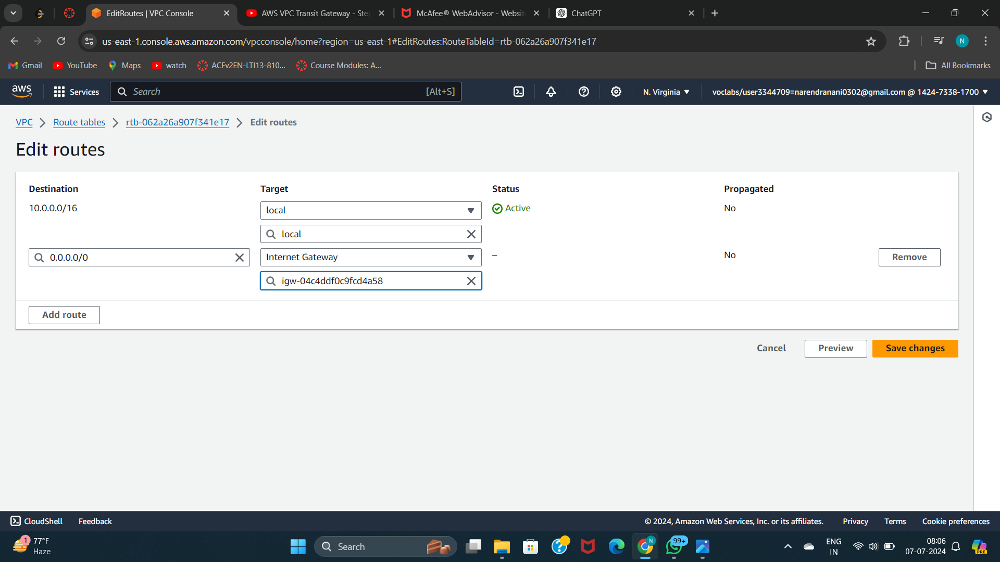 EditRoutes | VPC Console
AWS VPC Transit Gateway - Ste
McAfee® WebAdvisor - Websit
ChatGPT
us-east-1.console.aws.amazon.com/vpcconsole/home?region=us-east-1#EditRoutes:RouteTableId=rtb-062a26a907f341e17
N
Gmail
YouTube
Maps
watch
ACFv2EN-LTI13-810...
Course Modules: A...
All Bookmarks
aws
Services
Search
[Alt+S]
N. Virginia
voclabs/user3344709=narendranani0302@gmail.com @ 1424-7338-1700
VPC
Route tables
rtb-062a26a907f341e17
Edit routes
Edit routes
Destination
Target
Status
Propagated
10.0.0.0/16
local
Active
No
local
0.0.0.0/0
Internet Gateway
–
No
Remove
igw-04c4ddf0c9fcd4a58
Add route
Cancel
Preview
Save changes
CloudShell
Feedback
© 2024, Amazon Web Services, Inc. or its affiliates.
Privacy
Terms
Cookie preferences
1
77°F
Haze
Search
N
99+
ENG
IN
08:06
07-07-2024
PRE